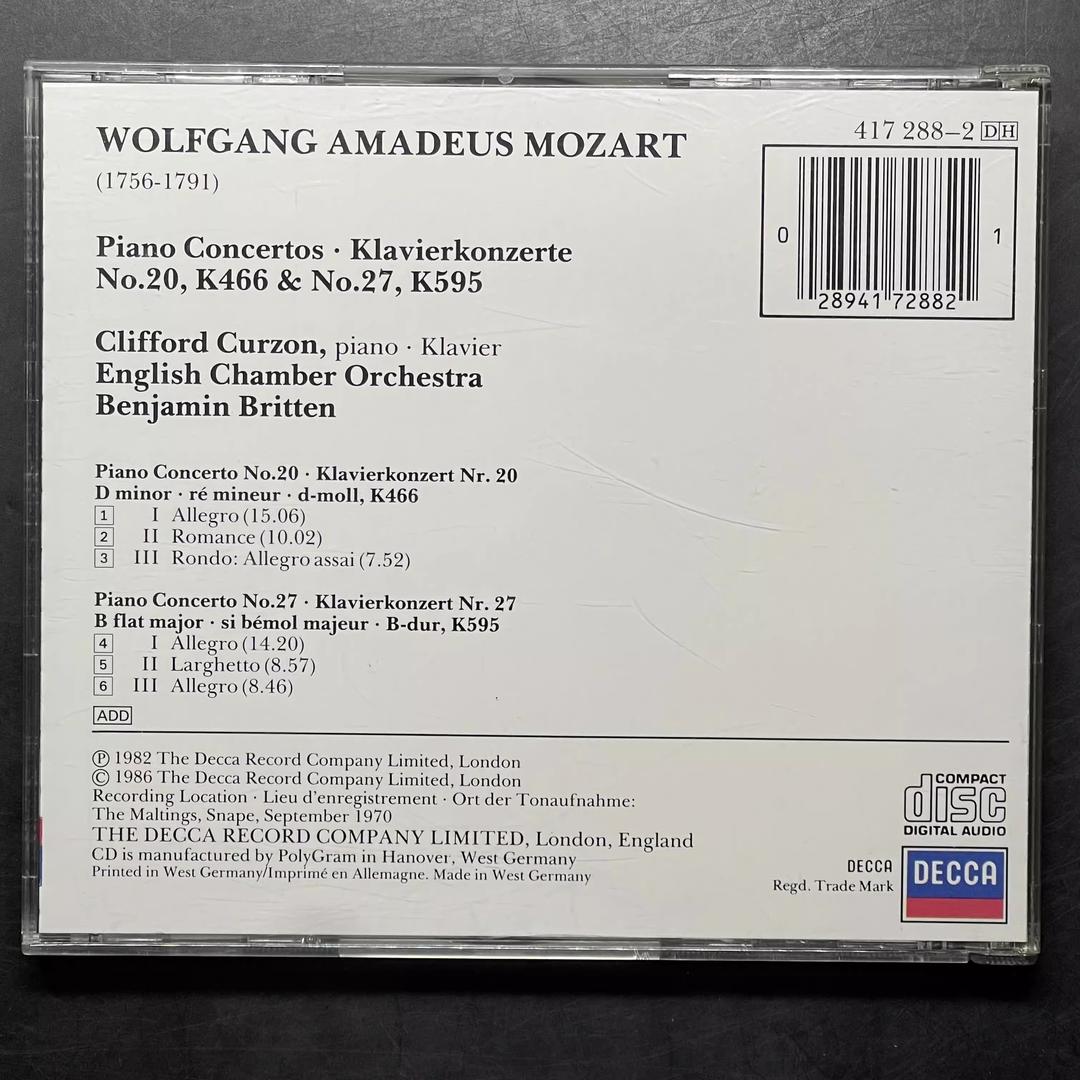 WOLFGANG AMADEUS MOZART
(1756-1791)
417 288–2 DH
0 28941 72882 1
Piano Concertos · Klavierkonzerte
No.20, K466 & No.27, K595
Clifford Curzon, piano · Klavier
English Chamber Orchestra
Benjamin Britten
Piano Concerto No.20 · Klavierkonzert Nr. 20
D minor · ré mineur · d-moll, K466
1 I Allegro (15.06)
2 II Romance (10.02)
3 III Rondo: Allegro assai (7.52)
Piano Concerto No.27 · Klavierkonzert Nr. 27
B flat major · si bémol majeur · B-dur, K595
4 I Allegro (14.20)
5 II Larghetto (8.57)
6 III Allegro (8.46)
ADD
Ⓟ 1982 The Decca Record Company Limited, London
© 1986 The Decca Record Company Limited, London
Recording Location · Lieu d'enregistrement · Ort der Tonaufnahme:
The Maltings, Snape, September 1970
THE DECCA RECORD COMPANY LIMITED, London, England
CD is manufactured by PolyGram in Hanover, West Germany
Printed in West Germany/Imprimé en Allemagne. Made in West Germany
COMPACT
disc
DIGITAL AUDIO
DECCA
Regd. Trade Mark
DECCA